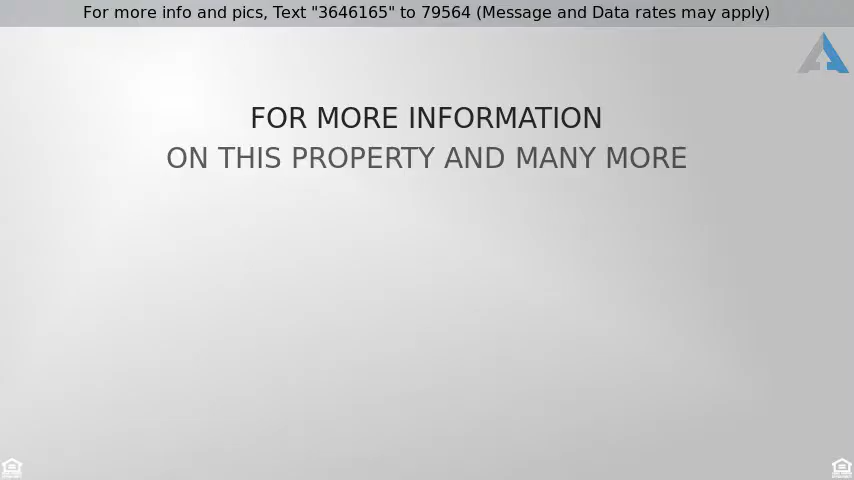 For more info and pics, Text "3646165" to 79564 (Message and Data rates may apply)
FOR MORE INFORMATION
ON THIS PROPERTY AND MANY MORE